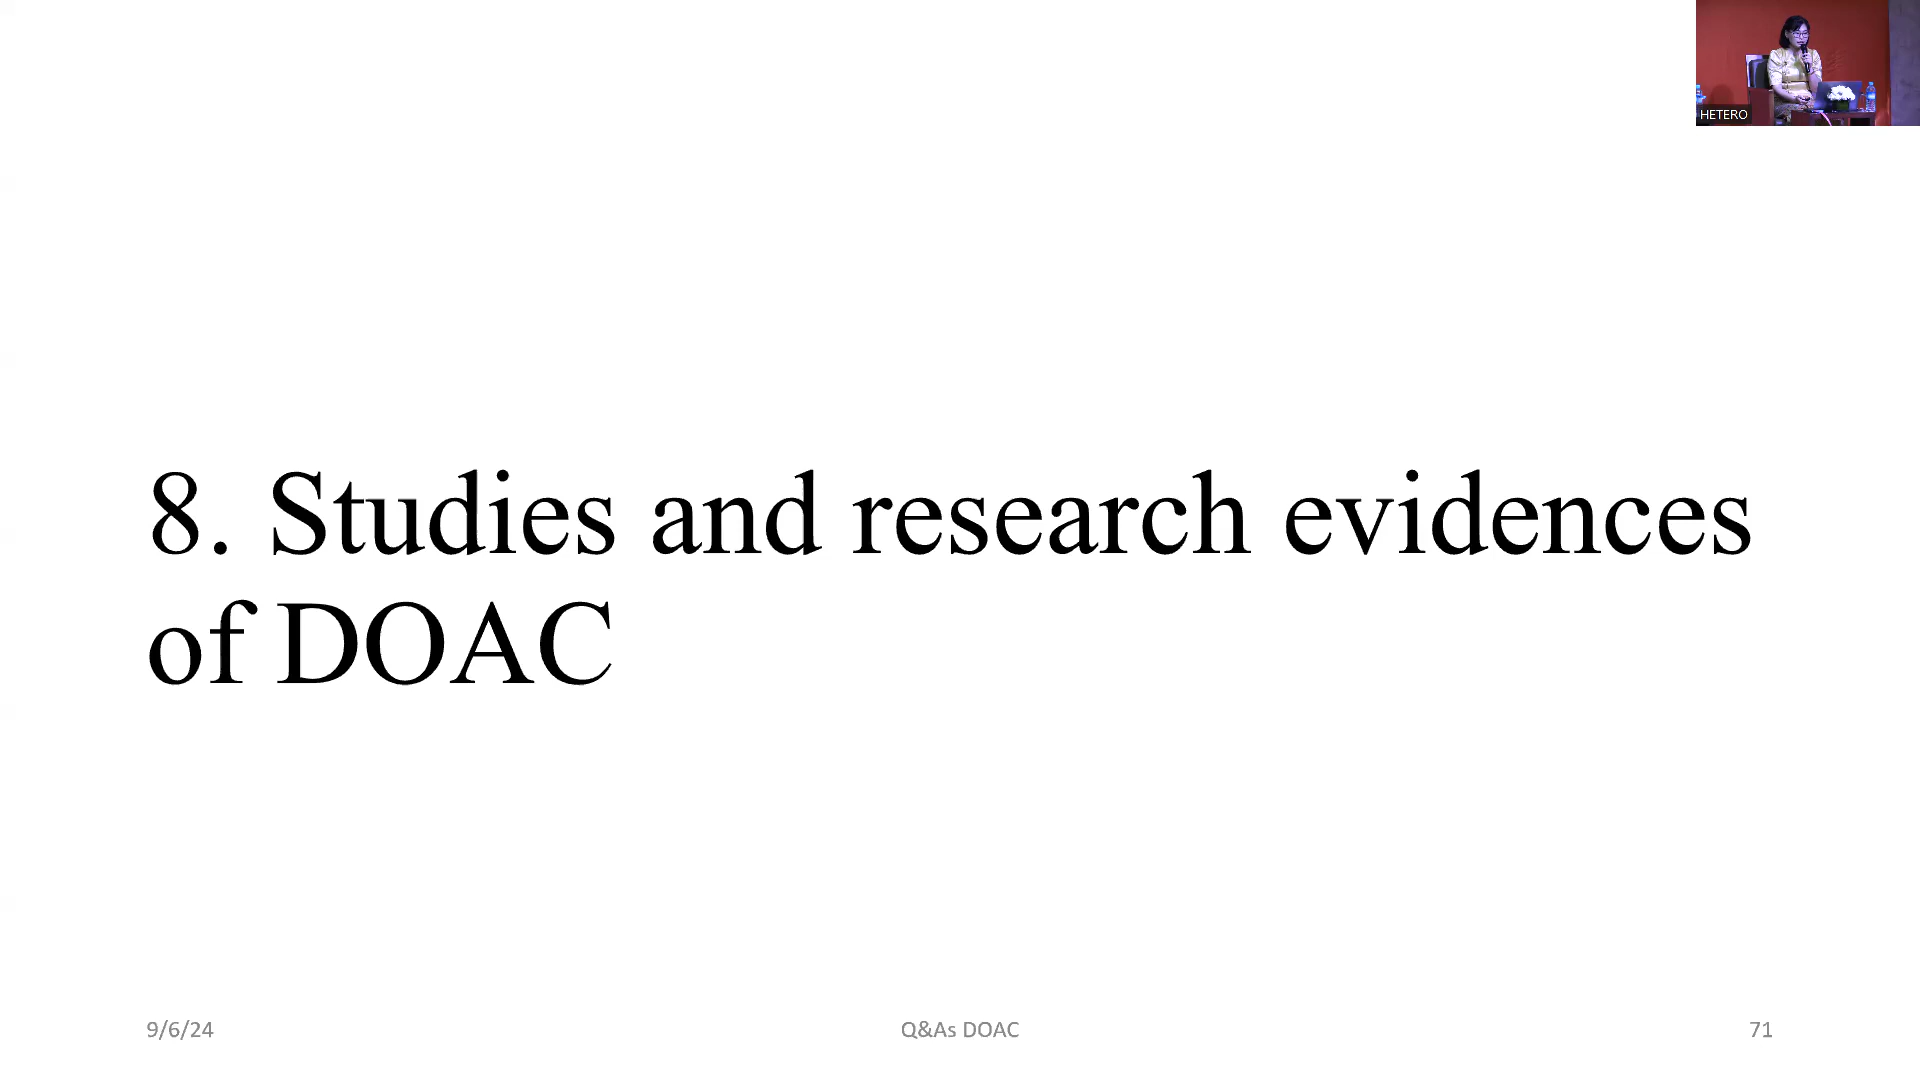 HETERO
8. Studies and research evidences
of DOAC
9/6/24
Q&As DOAC
71